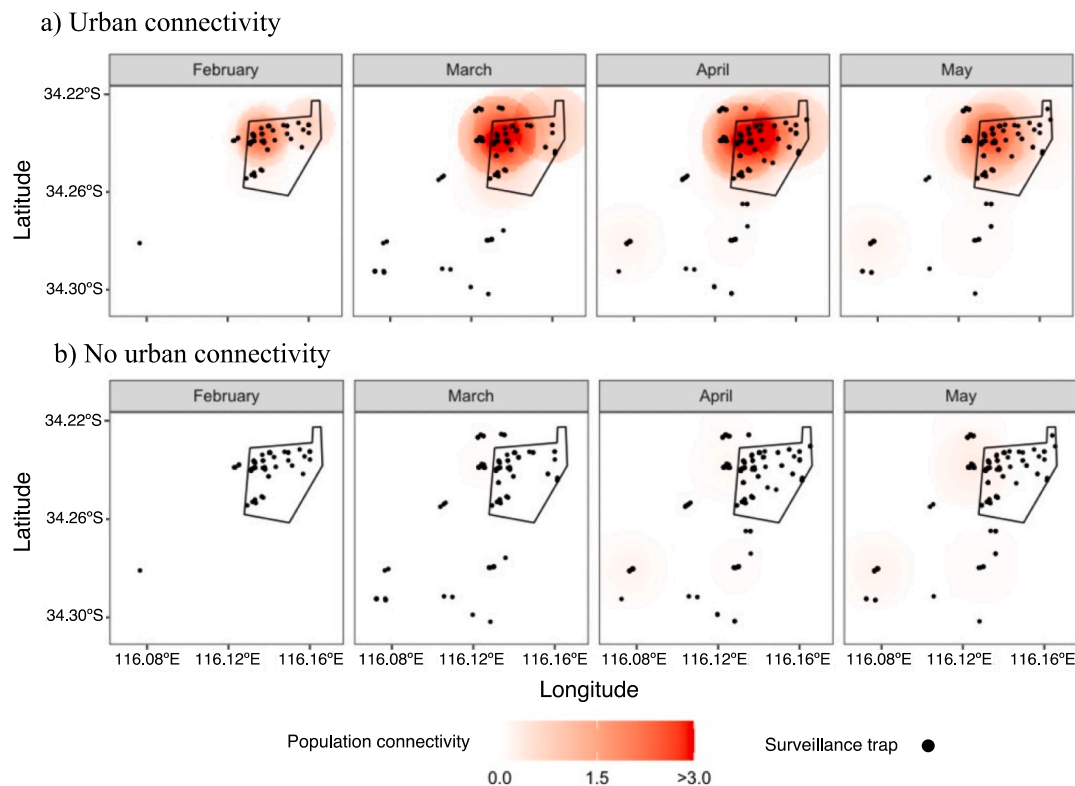 a) Urban connectivity
February March April May
34.22°S
34.26°S
34.30°S
Latitude
b) No urban connectivity
February March April May
34.22°S
34.26°S
34.30°S
Latitude
116.08°E 116.12°E 116.16°E 116.08°E 116.12°E 116.16°E 116.08°E 116.12°E 116.16°E 116.08°E 116.12°E 116.16°E
Longitude
Population connectivity
0.0 1.5 >3.0
Surveillance trap